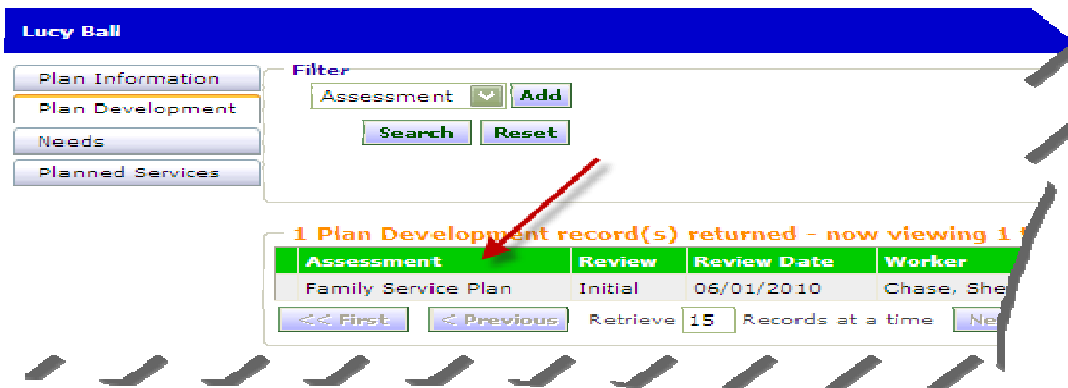 Lucy Ball
Plan Information
Plan Development
Needs
Planned Services
Filter
Assessment Add
Search Reset
1 Plan Development record(s) returned - now viewing 1
Assessment Review Review Date Worker
Family Service Plan Initial 06/01/2010 Chase,
<< First < Previous Retrieve 15 Records at a time